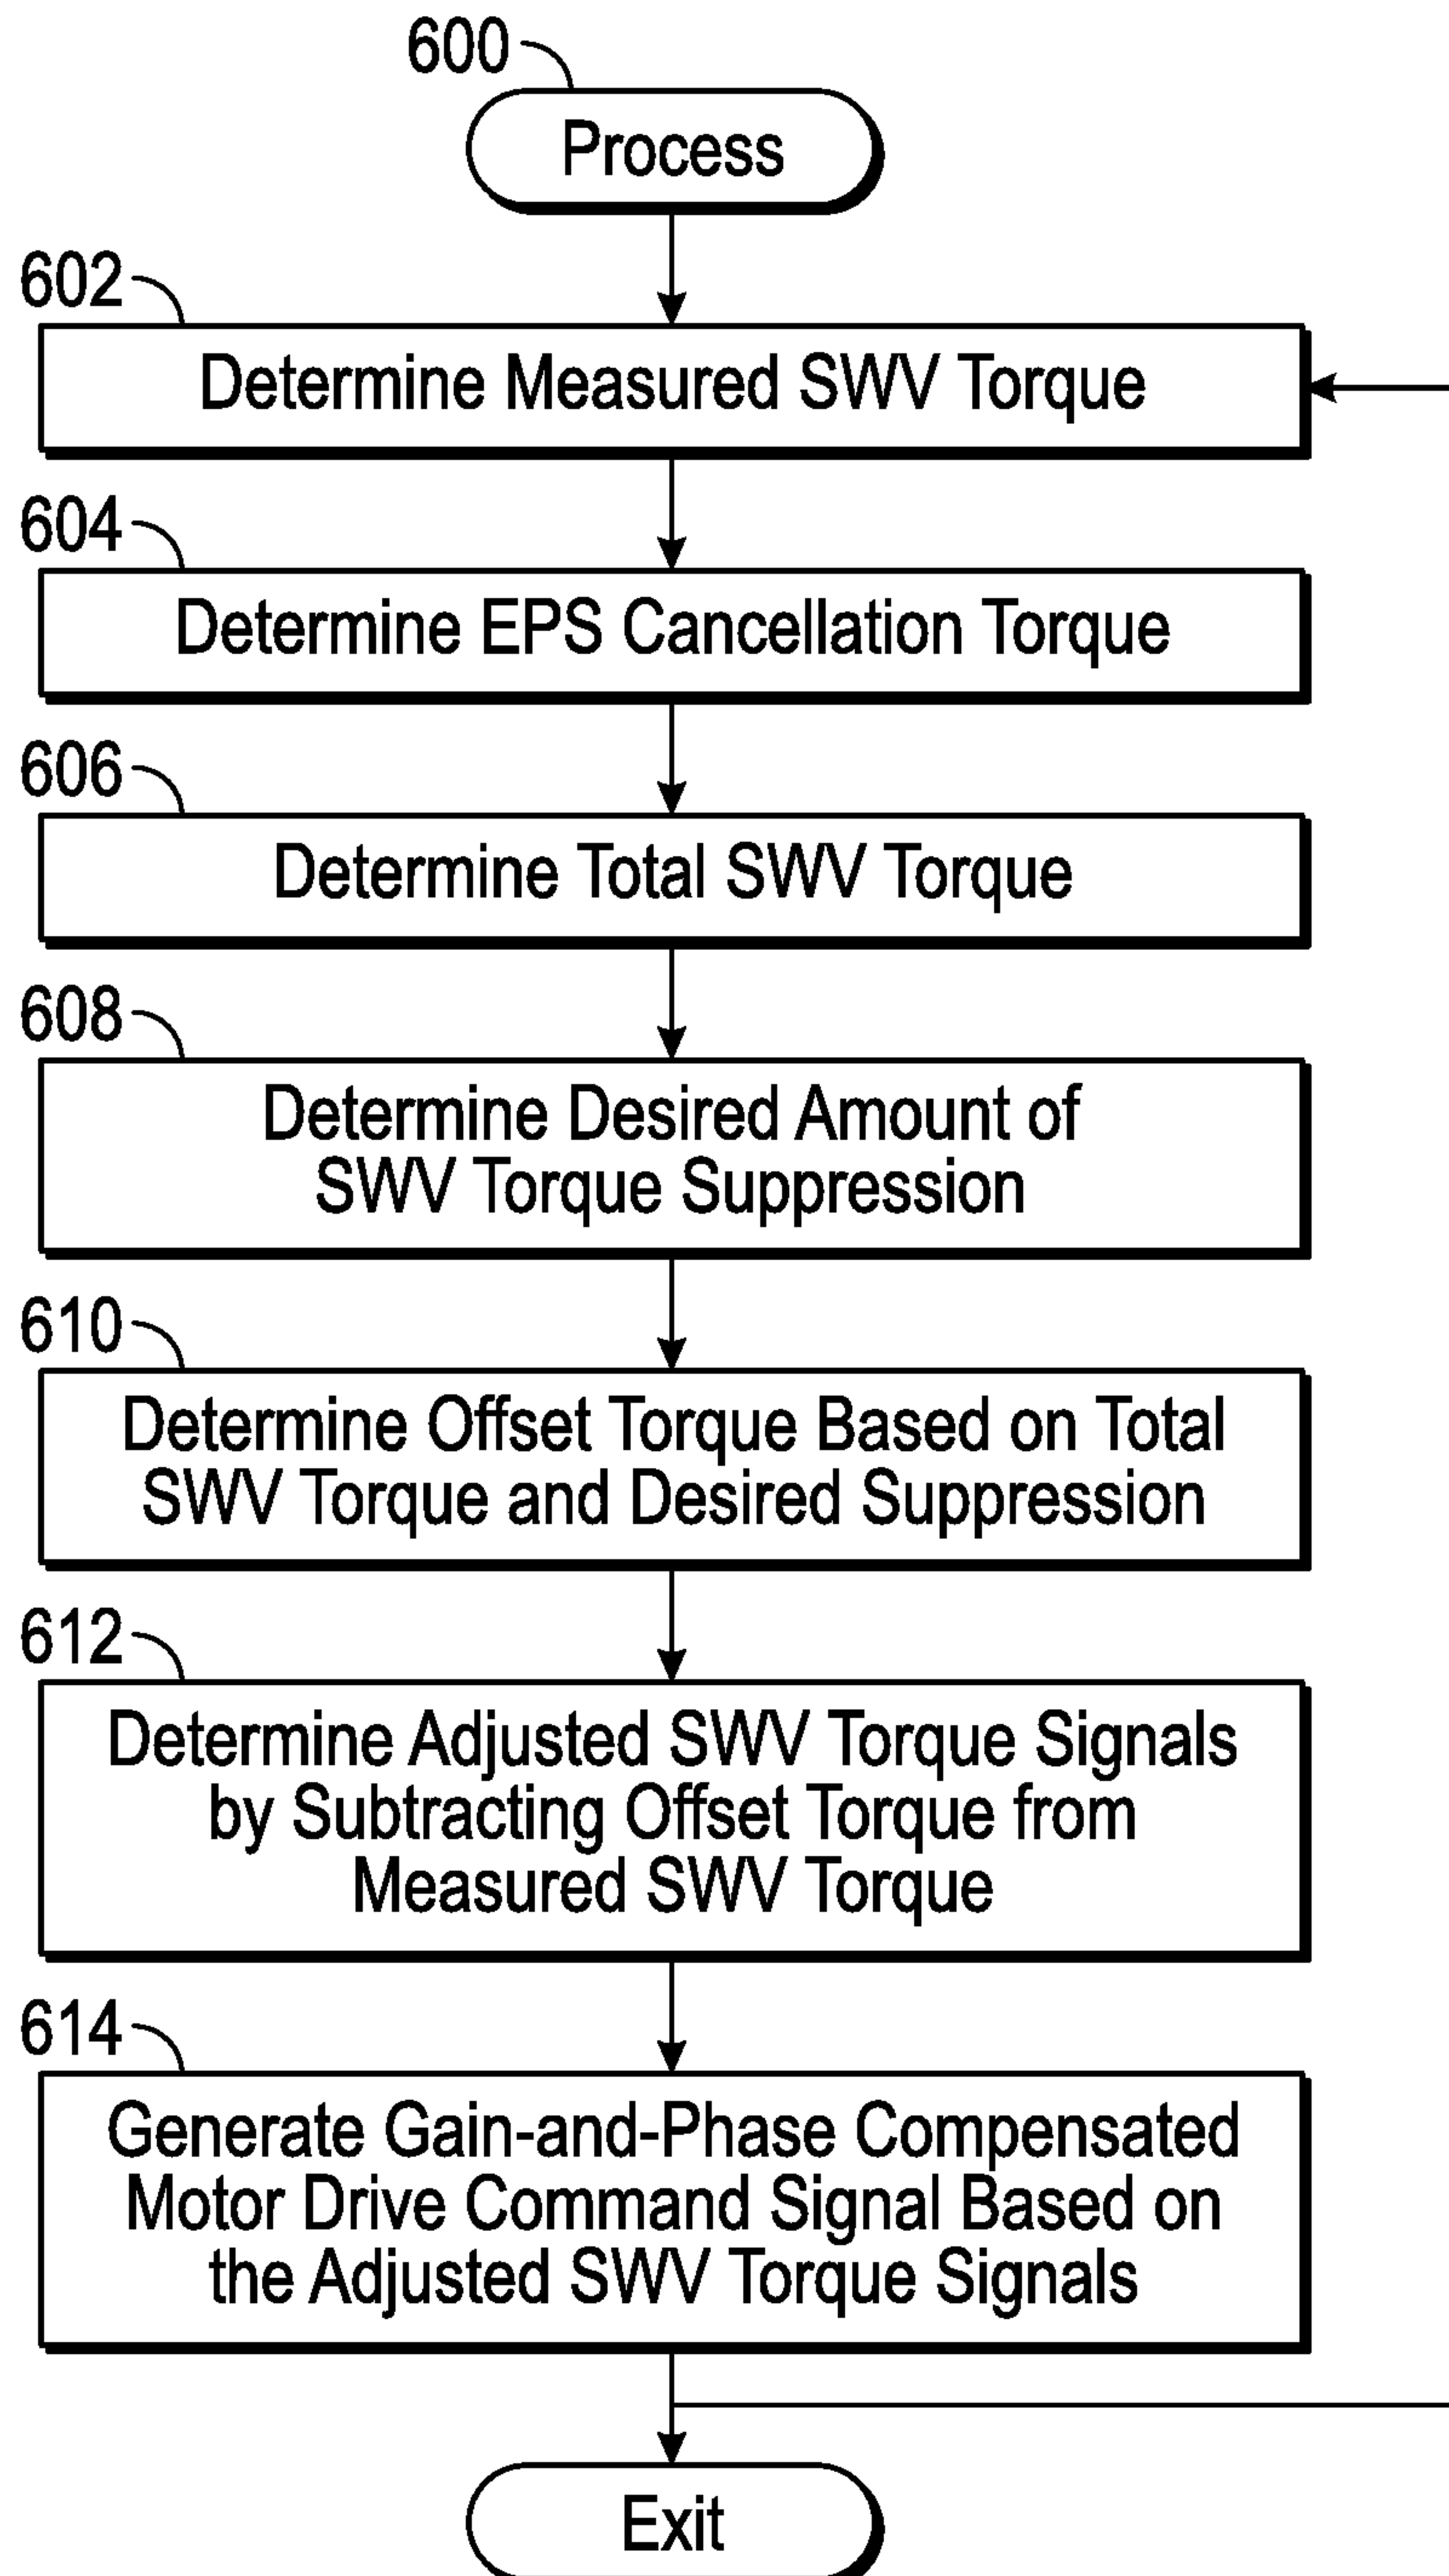 600
Process
602
Determine Measured SWV Torque
604
Determine EPS Cancellation Torque
606
Determine Total SWV Torque
608
Determine Desired Amount of
SWV Torque Suppression
610
Determine Offset Torque Based on Total
SWV Torque and Desired Suppression
612
Determine Adjusted SWV Torque Signals
by Subtracting Offset Torque from
Measured SWV Torque
614
Generate Gain-and-Phase Compensated
Motor Drive Command Signal Based on
the Adjusted SWV Torque Signals
Exit